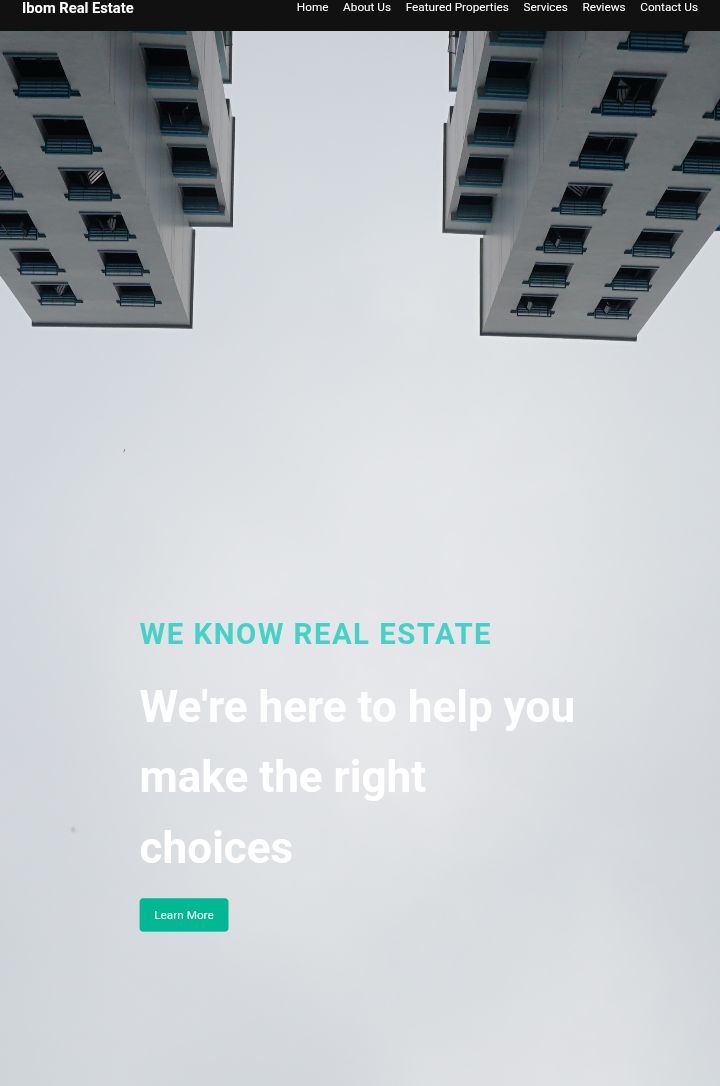 Ibom Real Estate
Home About Us Featured Properties Services Reviews Contact Us
WE KNOW REAL ESTATE
We're here to help you
make the right
choices
Learn More